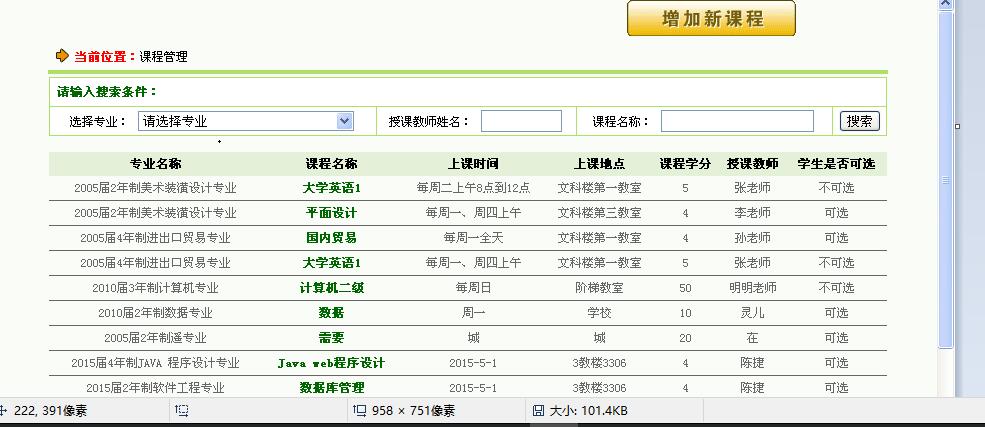 增加新课程
当前位置：课程管理
请输入搜索条件：
选择专业： 请选择专业 授课教师姓名： 课程名称： 搜索
专业名称 课程名称 上课时间 上课地点 课程学分 授课教师 学生是否可选
2005届2年制美术装潢设计专业 大学英语1 每周二上午8点到12点 文科楼第一教室 5 张老师 不可选
2005届2年制美术装潢设计专业 平面设计 每周一、周四上午 文科楼第三教室 4 李老师 可选
2005届4年制进出口贸易专业 国内贸易 每周一全天 文科楼第一教室 4 孙老师 可选
2005届4年制进出口贸易专业 大学英语1 每周一、周四上午 文科楼第一教室 5 张老师 不可选
2010届3年制计算机专业 计算机二级 每周日 阶梯教室 50 明明老师 不可选
2010届2年制数据专业 数据 周一 学校 10 灵儿 可选
2005届2年制遥专业 需要 城 城 20 在 可选
2015届4年制JAVA 程序设计专业 Java web程序设计 2015-5-1 3教楼3306 4 陈捷 可选
2015届2年制软件工程专业 数据库管理 2015-5-1 3教楼3306 4 陈捷 可选
222, 391像素 958 × 751像素 大小: 101.4KB